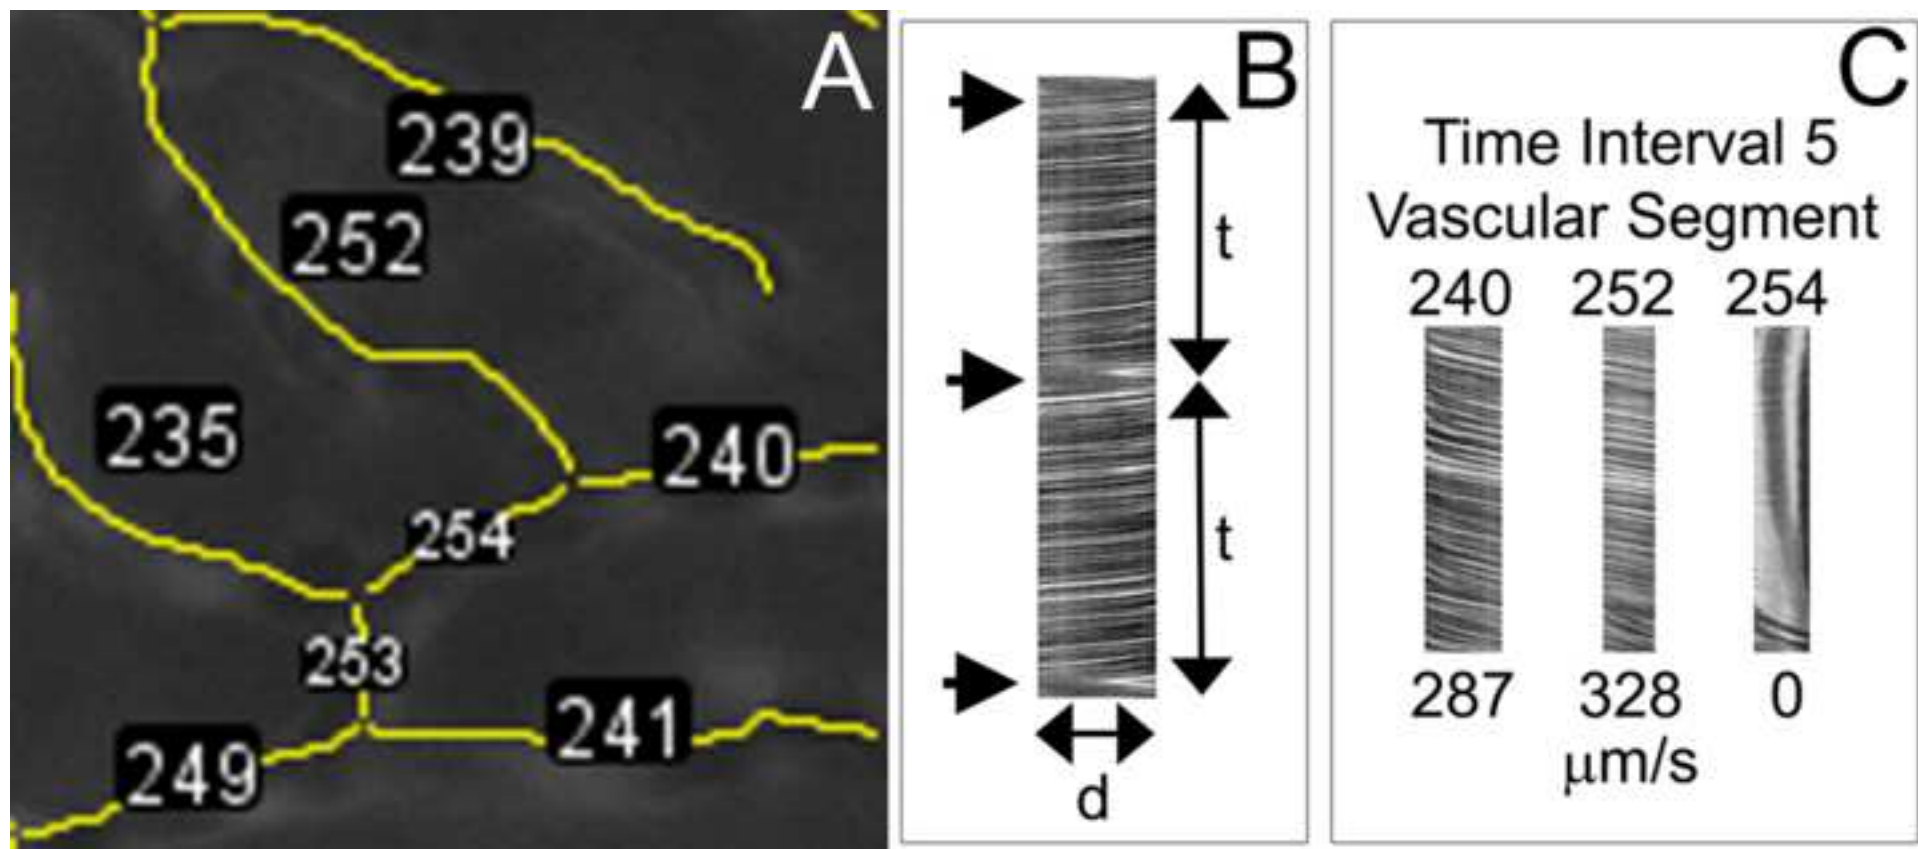 A
239
252
235
240
254
253
241
249
B
t
t
d
C
Time Interval 5
Vascular Segment
240 252 254
287 328 0
μm/s